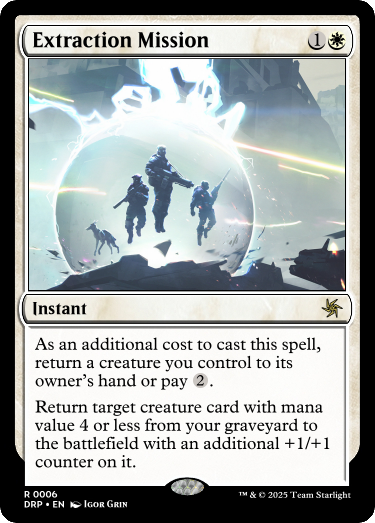 Extraction Mission 1
Instant
As an additional cost to cast this spell,
return a creature you control to its
owner's hand or pay 2.
Return target creature card with mana
value 4 or less from your graveyard to
the battlefield with an additional +1/+1
counter on it.
R 0006
DRP • EN Igor Grin
™ & © 2025 Team Starlight